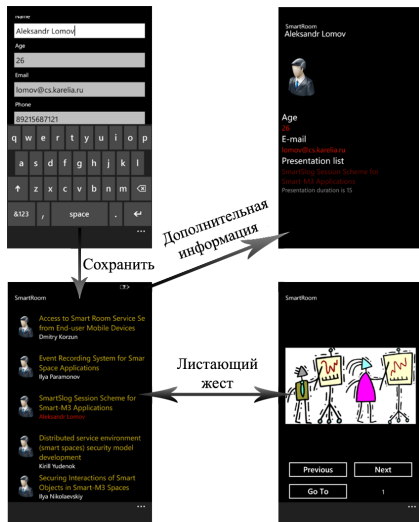 Name
Aleksandr Lomov
Age
26
Email
lomov@cs.karelia.ru
Phone
89215687121
q w e r t y u i o p
a s d f g h j k l
z x c v b n m
&123 , space .
...
SmartRoom
Aleksandr Lomov
Age
26
E-mail
lomov@cs.karelia.ru
Presentation list
SmartSlog Session Scheme for
Smart-M3 Applications
Presentation duration is 15
Сохранить
Дополнительная
информация
SmartRoom
Access to Smart Room Service Se
from End-user Mobile Devices
Dmitry Korzun
Event Recording System for Smar
Space Applications
Ilya Paramonov
SmartSlog Session Scheme for
Smart-M3 Applications
Aleksandr Lomov
Distributed service environment
(smart spaces) security model
development
Kirill Yudenok
Securing Interactions of Smart
Objects in Smart-M3 Spaces
Ilya Nikolaevskiy
...
Листающий
жест
SmartRoom
Previous Next
Go To 1
...